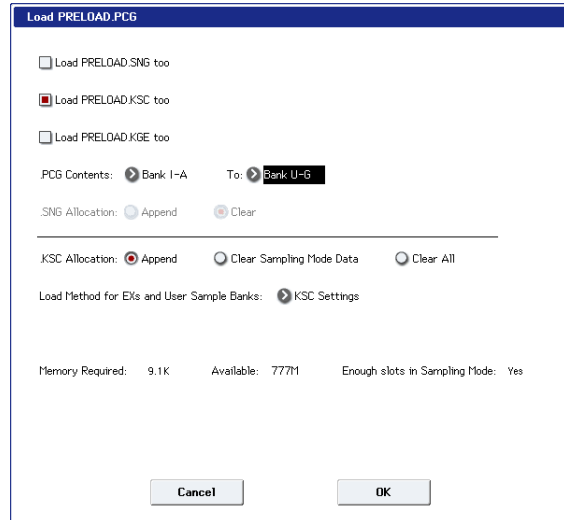 Load PRELOAD.PCG
Load PRELOAD.SNG too
Load PRELOAD.KSC too
Load PRELOAD.KGE too
.PCG Contents: Bank I-A To: Bank U-G
.SNG Allocation: Append Clear
.KSC Allocation: Append Clear Sampling Mode Data Clear All
Load Method for EXs and User Sample Banks: KSC Settings
Memory Required: 9.1K Available: 777M Enough slots in Sampling Mode: Yes
Cancel OK